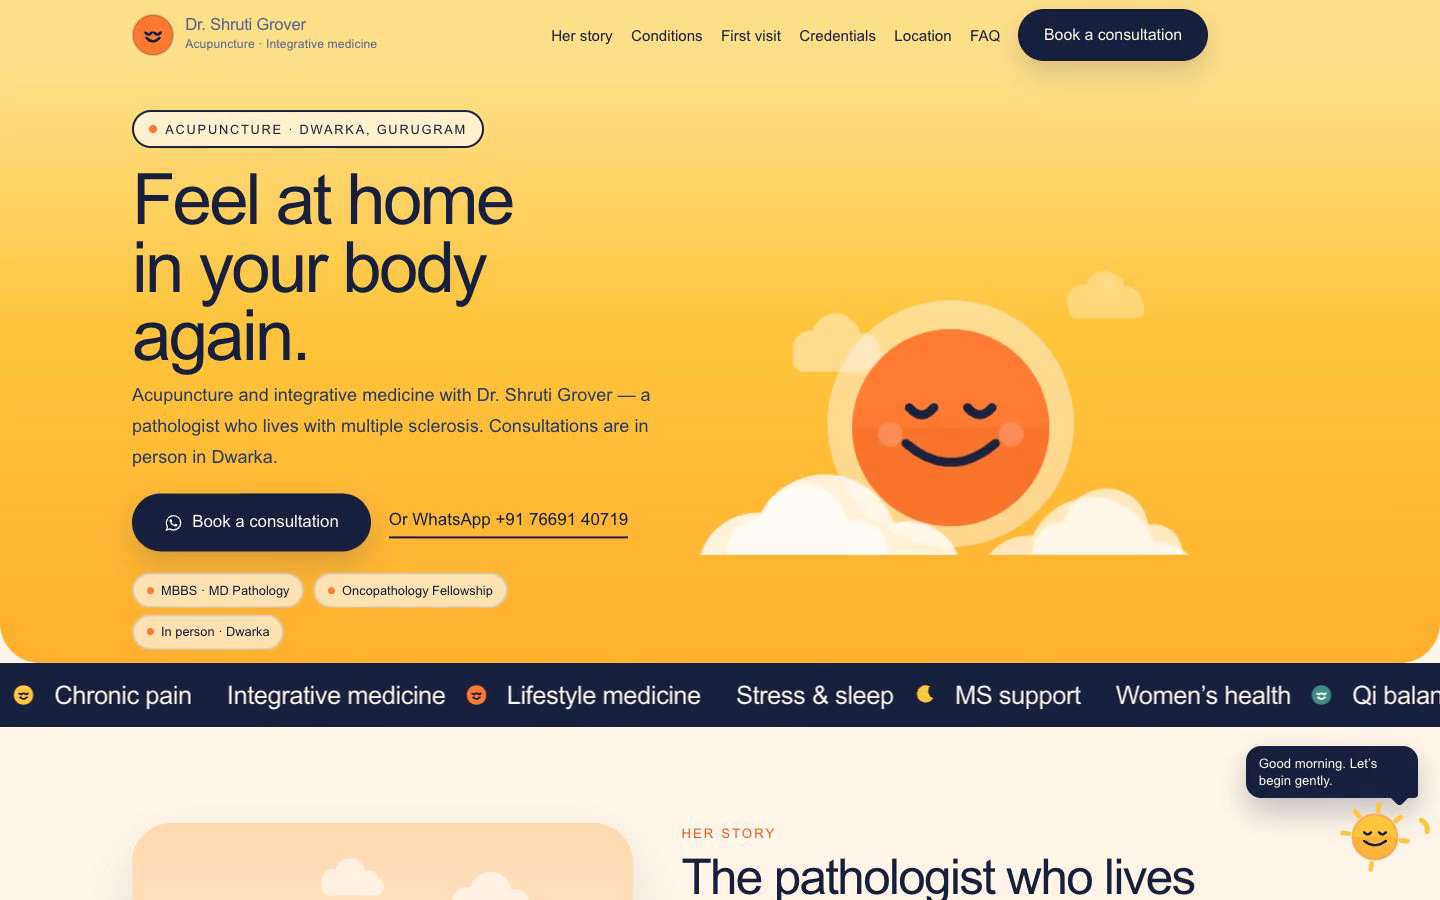 Dr. Shruti Grover
Acupuncture · Integrative medicine
Her story
Conditions
First visit
Credentials
Location
FAQ
Book a consultation
ACUPUNCTURE · DWARKA, GURUGRAM
Feel at home
in your body
again.
Acupuncture and integrative medicine with Dr. Shruti Grover — a
pathologist who lives with multiple sclerosis. Consultations are in
person in Dwarka.
Book a consultation
Or WhatsApp +91 76691 40719
MBBS · MD Pathology
Oncopathology Fellowship
In person · Dwarka
Chronic pain
Integrative medicine
Lifestyle medicine
Stress & sleep
MS support
Women’s health
Qi balan
Good morning. Let’s
begin gently.
HER STORY
The pathologist who lives